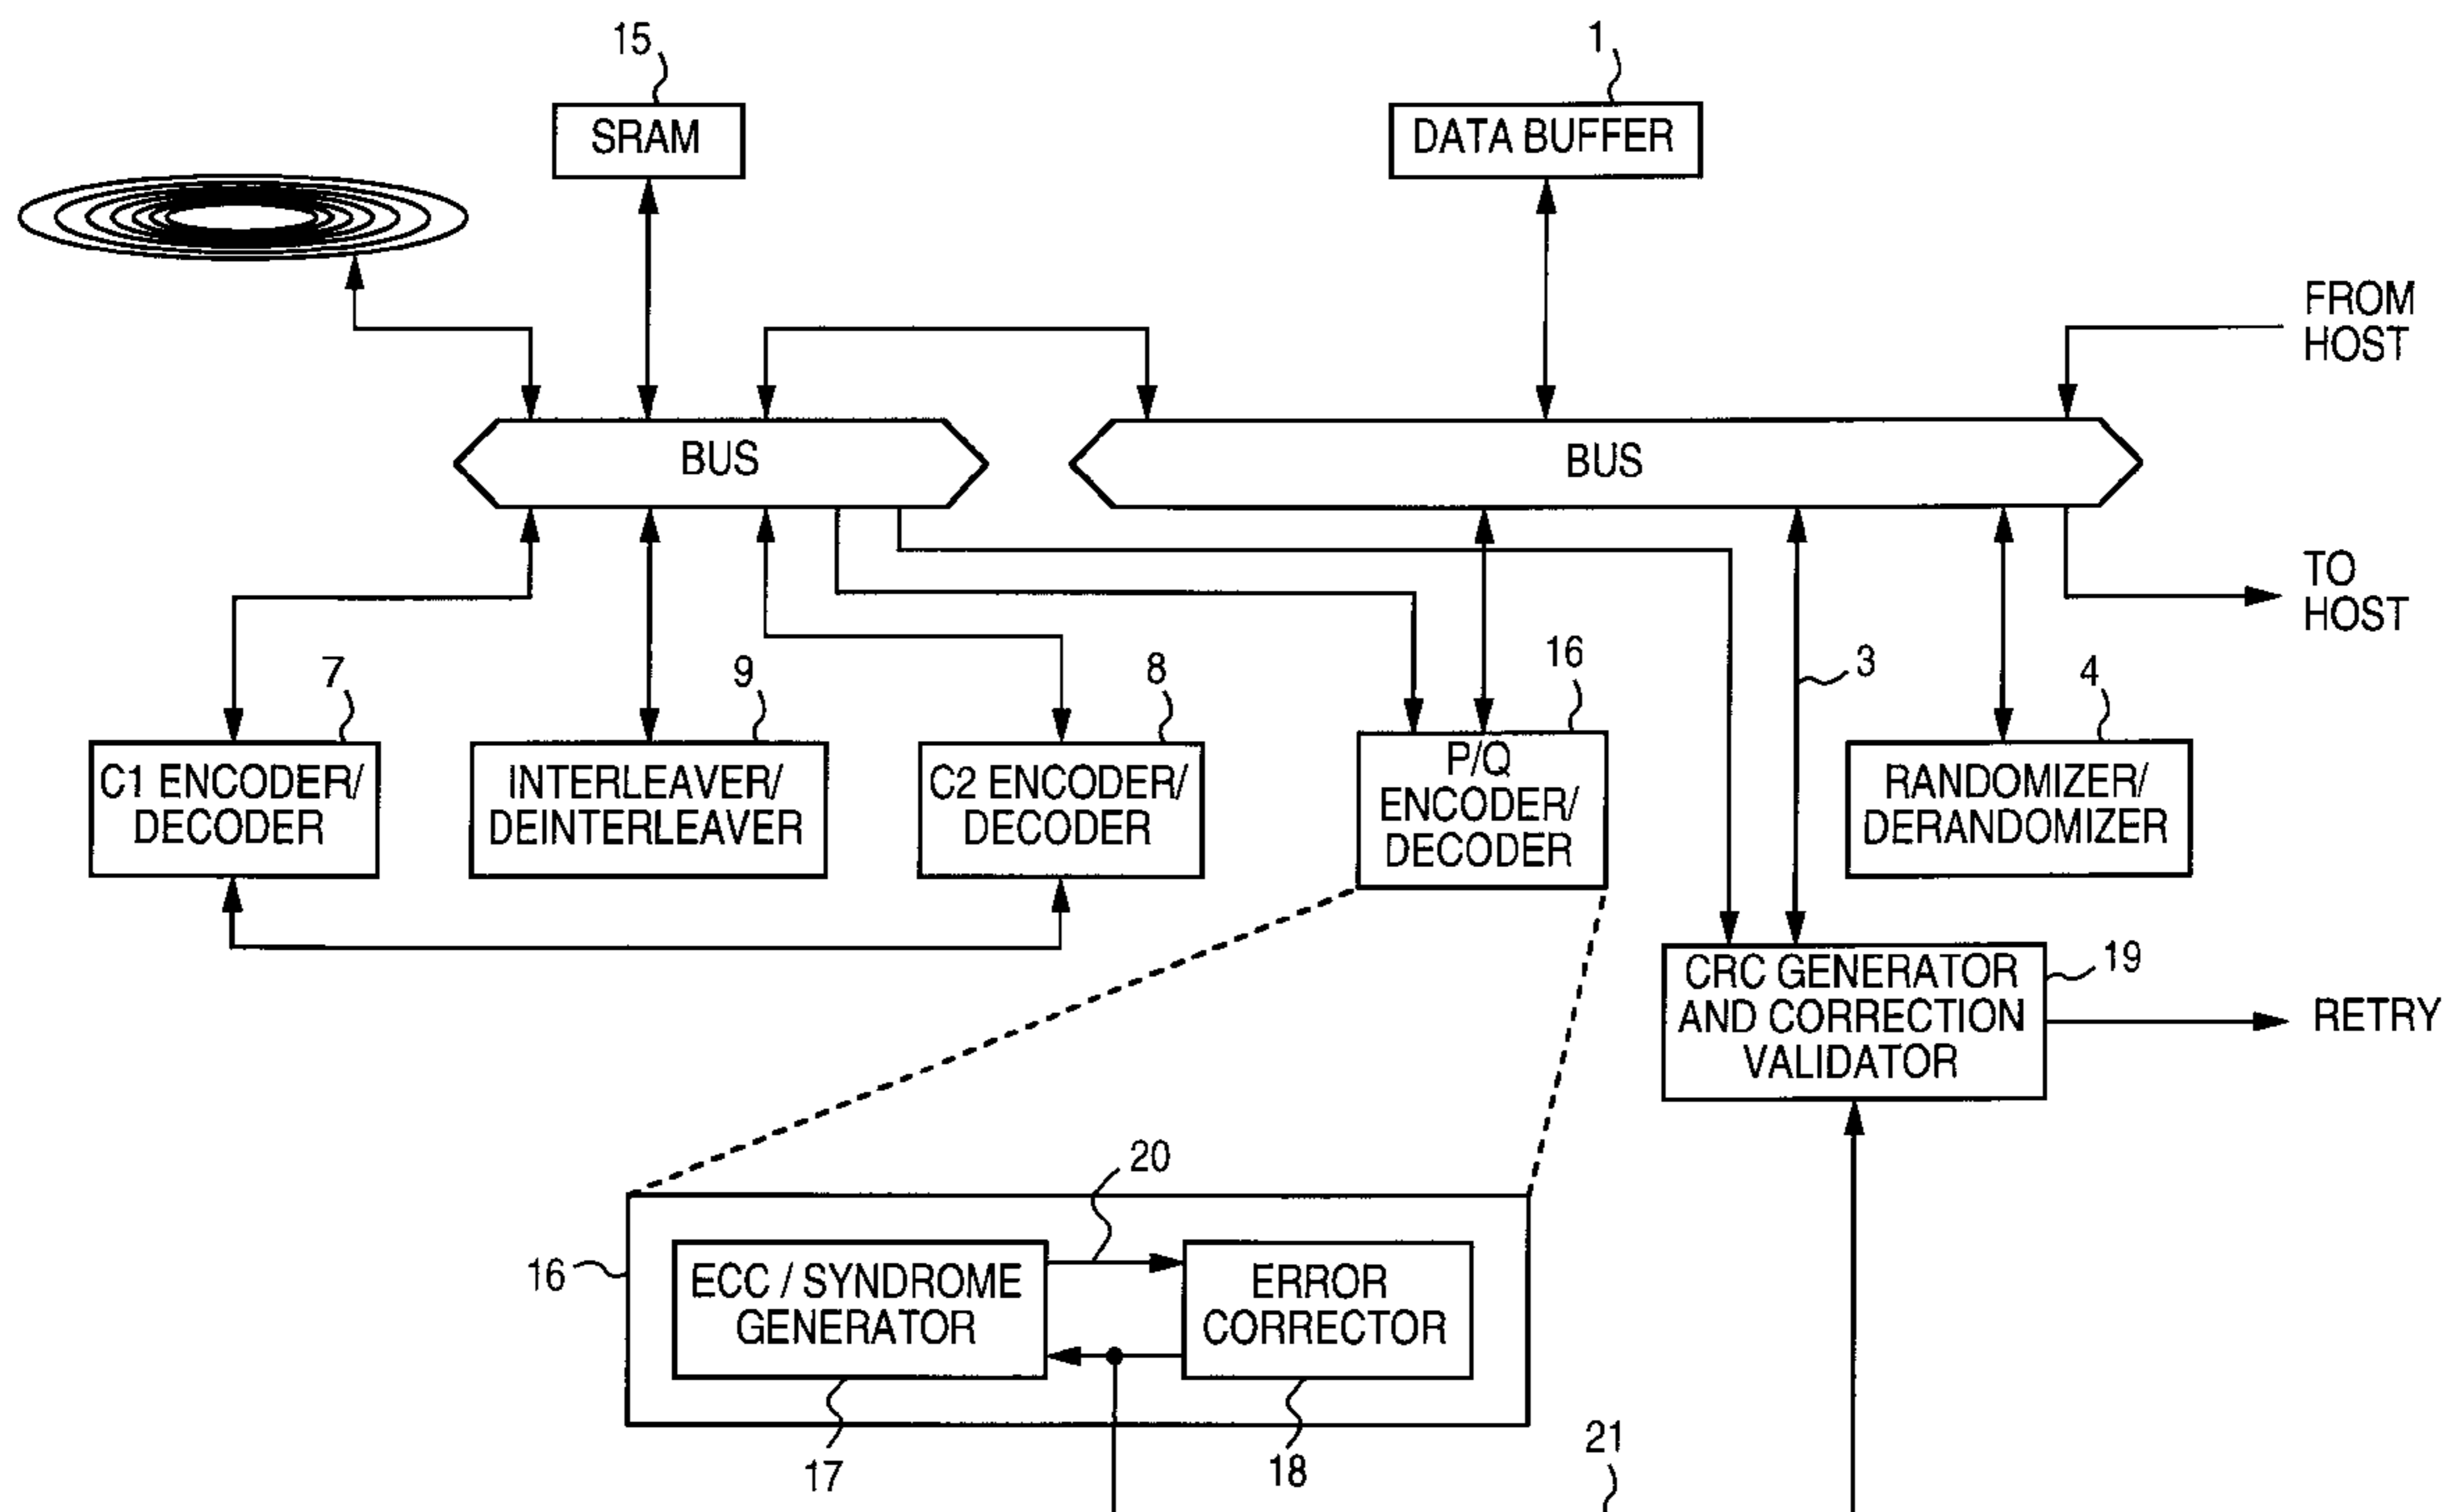 15
1
SRAM
DATA BUFFER
FROM
HOST
BUS
BUS
TO
HOST
7
9
8
16
3
4
C1 ENCODER/
DECODER
INTERLEAVER/
DEINTERLEAVER
C2 ENCODER/
DECODER
P/Q
ENCODER/
DECODER
RANDOMIZER/
DERANDOMIZER
CRC GENERATOR
AND CORRECTION
VALIDATOR
19
RETRY
20
16
ECC / SYNDROME
GENERATOR
ERROR
CORRECTOR
17
18
21